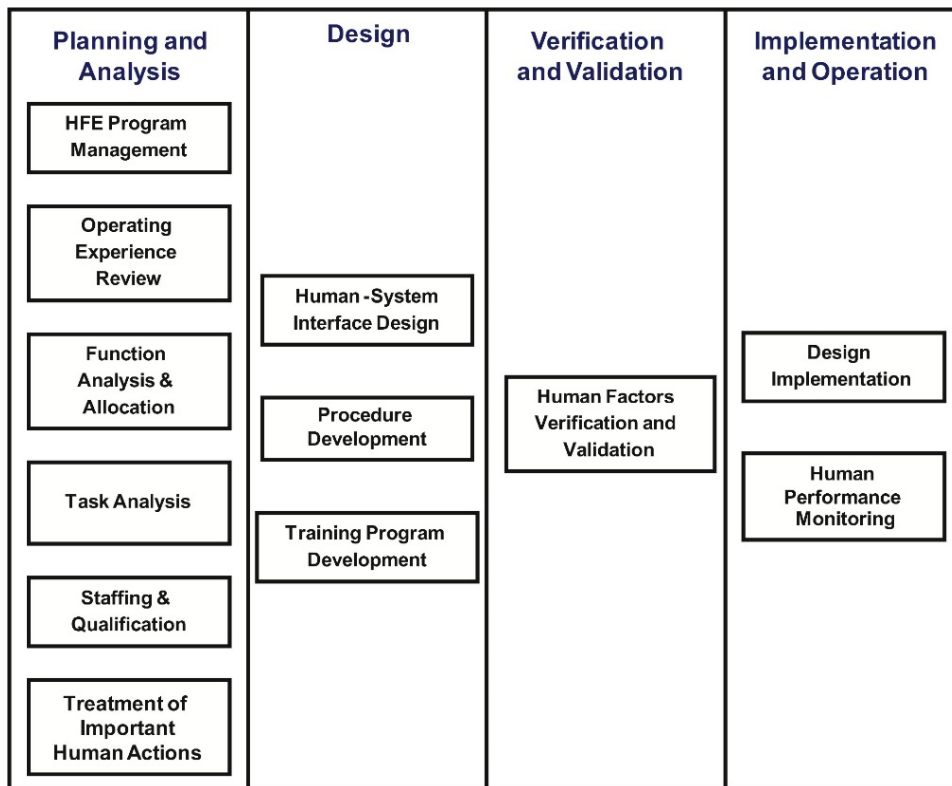 Planning and
Analysis
HFE Program
Management
Operating
Experience
Review
Function
Analysis &
Allocation
Task Analysis
Staffing &
Qualification
Treatment of
Important
Human Actions
Design
Human -System
Interface Design
Procedure
Development
Training Program
Development
Verification
and Validation
Human Factors
Verification and
Validation
Implementation
and Operation
Design
Implementation
Human
Performance
Monitoring